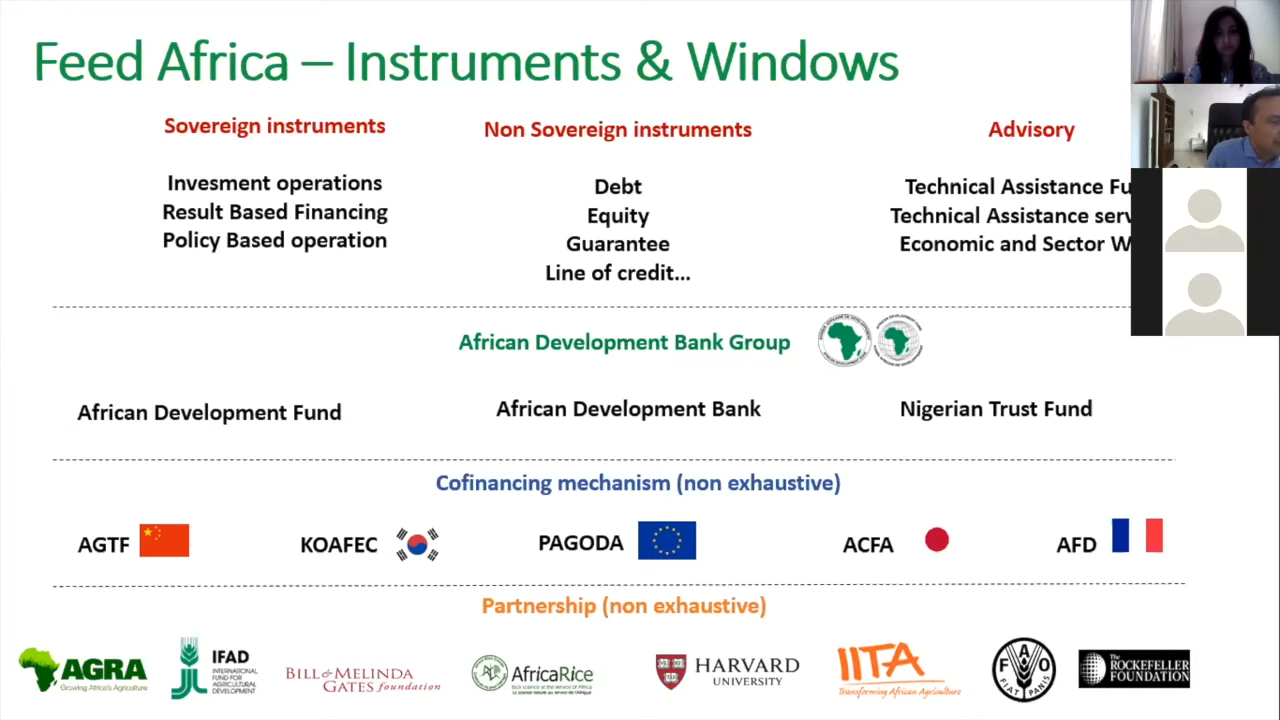 Feed Africa – Instruments & Windows
Sovereign instruments
Invesment operations
Result Based Financing
Policy Based operation
Non Sovereign instruments
Debt
Equity
Guarantee
Line of credit...
Advisory
Technical Assistance Fu
Technical Assistance serv
Economic and Sector W
African Development Bank Group
African Development Fund
African Development Bank
Nigerian Trust Fund
Cofinancing mechanism (non exhaustive)
AGTF
KOAFEC
PAGODA
ACFA
AFD
Partnership (non exhaustive)
AGRA
Growing Africa's Agriculture
IFAD
INTERNATIONAL
FUND FOR
AGRICULTURAL
DEVELOPMENT
BILL & MELINDA
GATES foundation
AfricaRice
HARVARD
UNIVERSITY
IITA
Transforming African Agriculture
FAO
FIAT PANIS
The
ROCKEFELLER
FOUNDATION